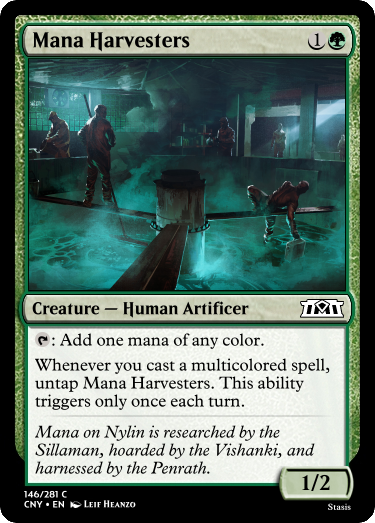 Mana Harvesters 1
Creature — Human Artificer
: Add one mana of any color.
Whenever you cast a multicolored spell,
untap Mana Harvesters. This ability
triggers only once each turn.
Mana on Nylin is researched by the
Sillaman, hoarded by the Vishanki, and
harnessed by the Penrath.
1/2
146/281 C
CNY • EN Leif Heanzo
Stasis